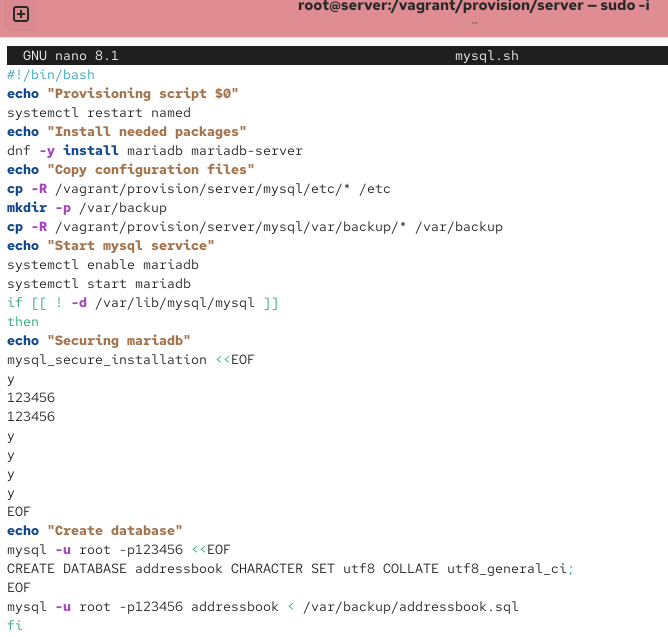 root@server:/vagrant/provision/server — sudo -i
~
GNU nano 8.1 mysql.sh
#!/bin/bash
echo "Provisioning script $0"
systemctl restart named
echo "Install needed packages"
dnf -y install mariadb mariadb-server
echo "Copy configuration files"
cp -R /vagrant/provision/server/mysql/etc/* /etc
mkdir -p /var/backup
cp -R /vagrant/provision/server/mysql/var/backup/* /var/backup
echo "Start mysql service"
systemctl enable mariadb
systemctl start mariadb
if [[ ! -d /var/lib/mysql/mysql ]]
then
echo "Securing mariadb"
mysql_secure_installation <<EOF
y
123456
123456
y
y
y
y
EOF
echo "Create database"
mysql -u root -p123456 <<EOF
CREATE DATABASE addressbook CHARACTER SET utf8 COLLATE utf8_general_ci;
EOF
mysql -u root -p123456 addressbook < /var/backup/addressbook.sql
fi